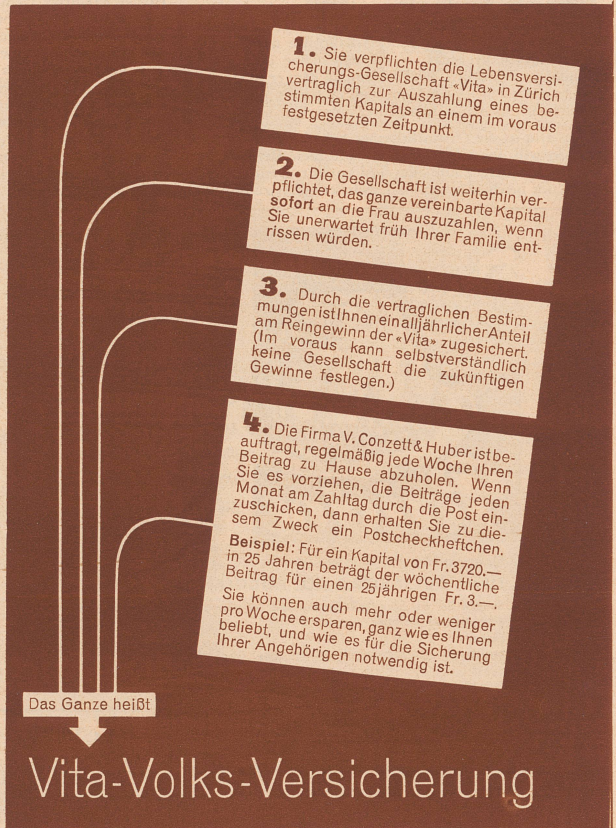 1. Sie verpflichten die Lebensversi-
cherungs-Gesellschaft «Vita» in Zürich
vertraglich zur Auszahlung eines be-
stimmten Kapitals an einem im voraus
festgesetzten Zeitpunkt.
2. Die Gesellschaft ist weiterhin ver-
pflichtet, das ganze vereinbarte Kapital
sofort an die Frau auszuzahlen, wenn
Sie unerwartet früh Ihrer Familie ent-
rissen würden.
3. Durch die vertraglichen Bestim-
mungen ist Ihnen ein alljährlicher Anteil
am Reingewinn der «Vita» zugesichert.
(Im voraus kann selbstverständlich
keine Gesellschaft die zukünftigen
Gewinne festlegen.)
4. Die Firma V. Conzett & Huber ist be-
auftragt, regelmäßig jede Woche Ihren
Beitrag zu Hause abzuholen. Wenn
Sie es vorziehen, die Beiträge jeden
Monat am Zahltag durch die Post ein-
zuschicken, dann erhalten Sie zu die-
sem Zweck ein Postcheckheftchen.
Beispiel: Für ein Kapital von Fr. 3720.—
in 25 Jahren beträgt der wöchentliche
Beitrag für einen 25jährigen Fr. 3.—.
Sie können auch mehr oder weniger
pro Woche ersparen, ganz wie es Ihnen
beliebt, und wie es für die Sicherung
Ihrer Angehörigen notwendig ist.
Das Ganze heißt
Vita-Volks-Versicherung